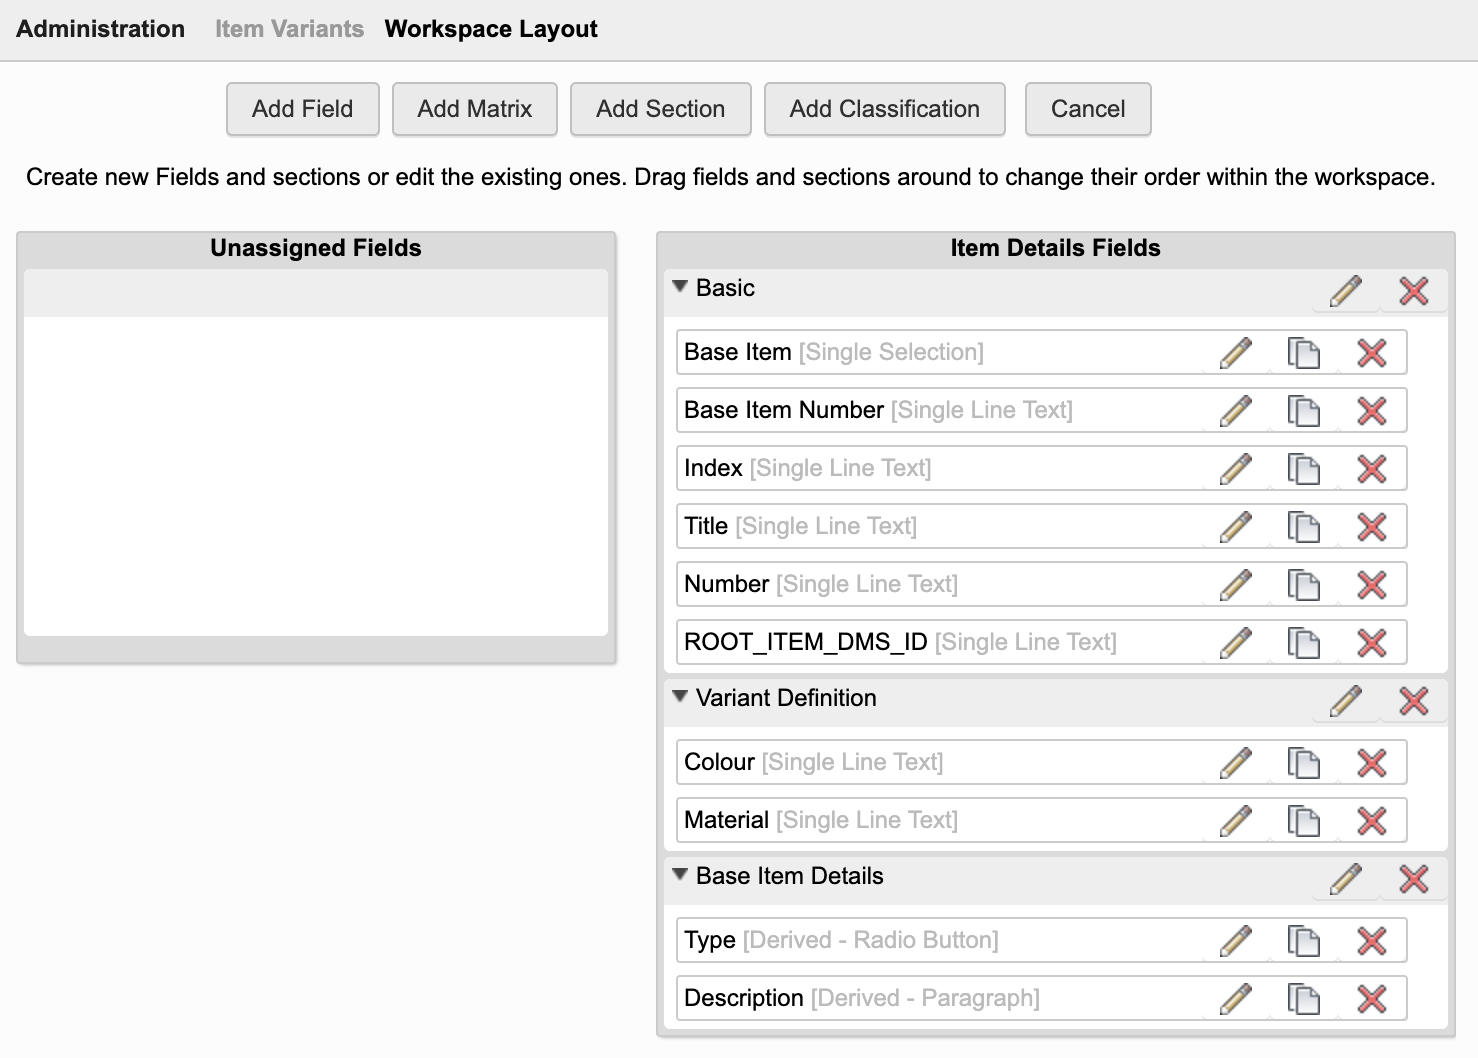 Administration Item Variants Workspace Layout
Add Field Add Matrix Add Section Add Classification Cancel
Create new Fields and sections or edit the existing ones. Drag fields and sections around to change their order within the workspace.
Unassigned Fields
Item Details Fields
Basic
Base Item [Single Selection]
Base Item Number [Single Line Text]
Index [Single Line Text]
Title [Single Line Text]
Number [Single Line Text]
ROOT_ITEM_DMS_ID [Single Line Text]
Variant Definition
Colour [Single Line Text]
Material [Single Line Text]
Base Item Details
Type [Derived - Radio Button]
Description [Derived - Paragraph]